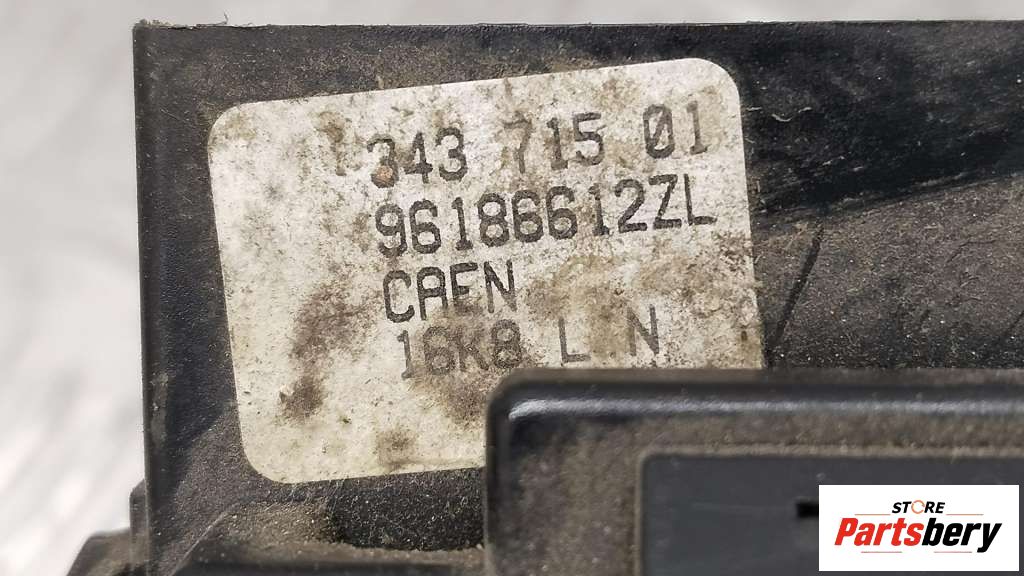 343 715 01
96186612ZL
CAEN
16K8 L N
STORE
Partsbery